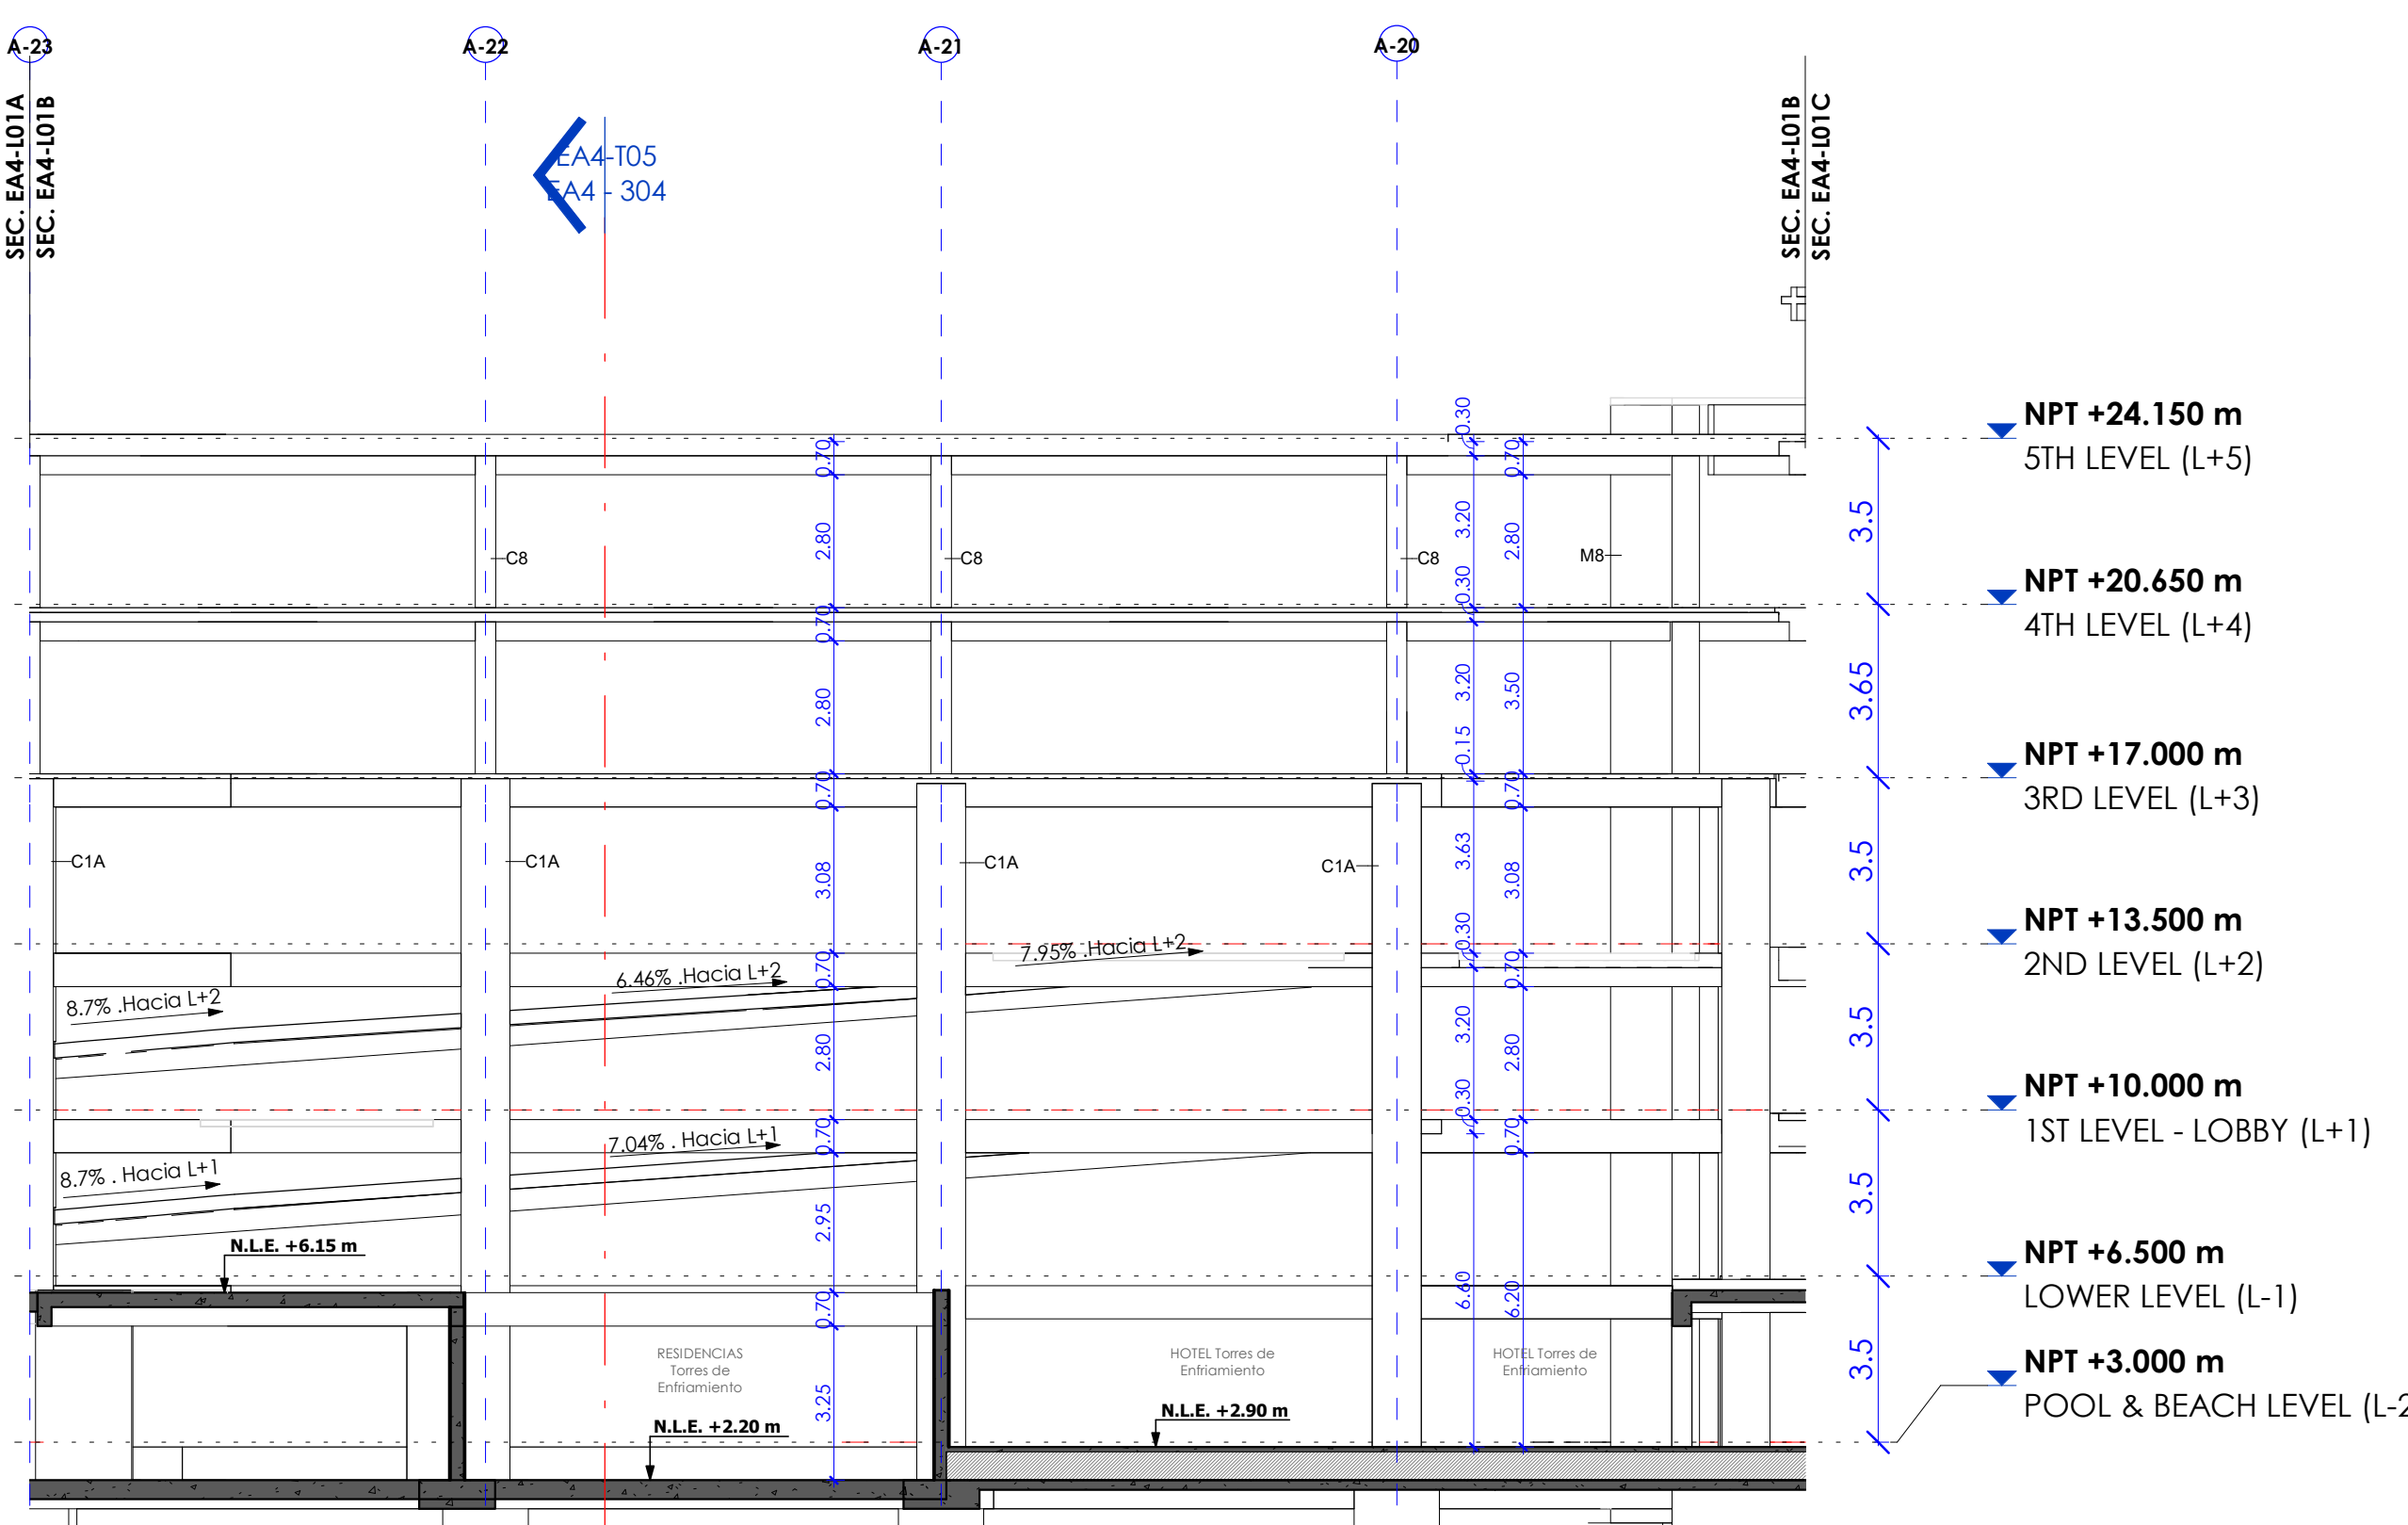 A-23
A-22
A-21
A-20
SEC. EA4-L01A
SEC. EA4-L01B
SEC. EA4-L01B
SEC. EA4-L01C
EA4-T05
EA4 - 304
NPT +24.150 m
5TH LEVEL (L+5)
NPT +20.650 m
4TH LEVEL (L+4)
NPT +17.000 m
3RD LEVEL (L+3)
NPT +13.500 m
2ND LEVEL (L+2)
NPT +10.000 m
1ST LEVEL - LOBBY (L+1)
NPT +6.500 m
LOWER LEVEL (L-1)
NPT +3.000 m
POOL & BEACH LEVEL (L-2
3.5
3.65
3.5
3.5
3.5
3.5
0.70
2.80
0.70
2.80
0.70
3.08
0.70
2.80
0.70
2.95
0.70
3.25
0.30
3.20
0.30
3.20
0.15
3.63
0.30
3.20
0.30
6.60
0.70
2.80
3.50
0.70
3.08
0.70
2.80
0.70
6.20
C8
C8
C8
M8
C1A
C1A
C1A
C1A
7.95% .Hacia L+2
6.46% .Hacia L+2
8.7% .Hacia L+2
7.04% . Hacia L+1
8.7% . Hacia L+1
N.L.E. +6.15 m
RESIDENCIAS
Torres de
Enfriamiento
HOTEL Torres de
Enfriamiento
HOTEL Torres de
Enfriamiento
N.L.E. +2.20 m
N.L.E. +2.90 m